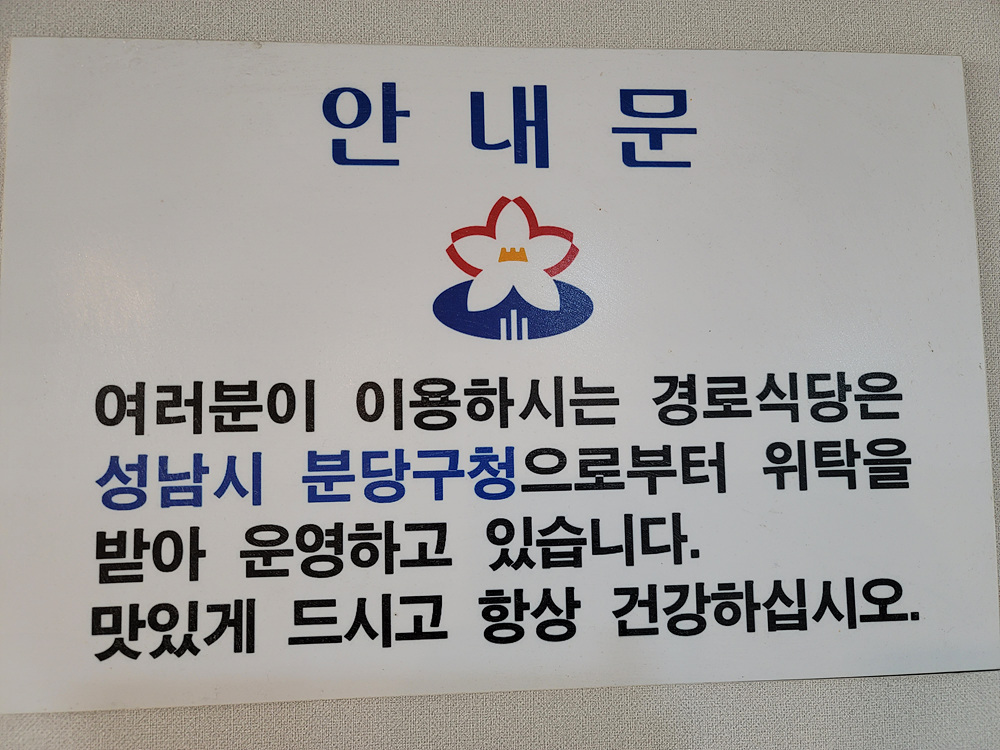 안 내 문
여러분이 이용하시는 경로식당은
성남시 분당구청으로부터 위탁을
받아 운영하고 있습니다.
맛있게 드시고 항상 건강하십시오.